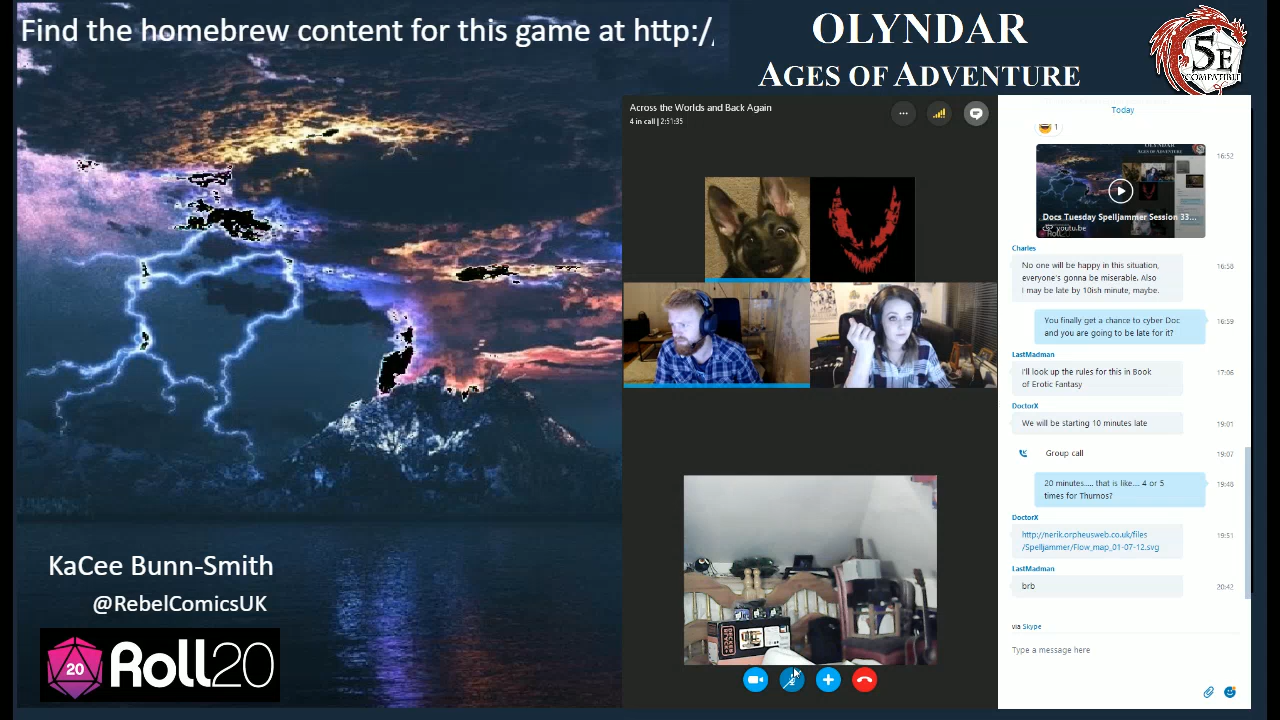 Find the homebrew content for this game at http:/,
OLYNDAR
AGES OF ADVENTURE
5E
COMPATIBLE
Across the Worlds and Back Again
4 in call | 2:51:35
Today
1
16:52
Docs Tuesday Spelljammer Session 33...
youtu.be
Charles
No one will be happy in this situation,
everyone's gonna be miserable. Also
I may be late by 10ish minute, maybe.
16:58
You finally get a chance to cyber Doc
and you are going to be late for it?
16:59
LastMadman
I'll look up the rules for this in Book
of Erotic Fantasy
17:06
DoctorX
We will be starting 10 minutes late
19:01
Group call
19:07
20 minutes..... that is like.... 4 or 5
times for Thurnos?
19:46
DoctorX
http://nerik.orpheusweb.co.uk/files
/Spelljammer/Flow_map_01-07-12.svg
19:51
LastMadman
brb
20:42
via Skype
Type a message here
KaCee Bunn-Smith
@RebelComicsUK
20
Roll20